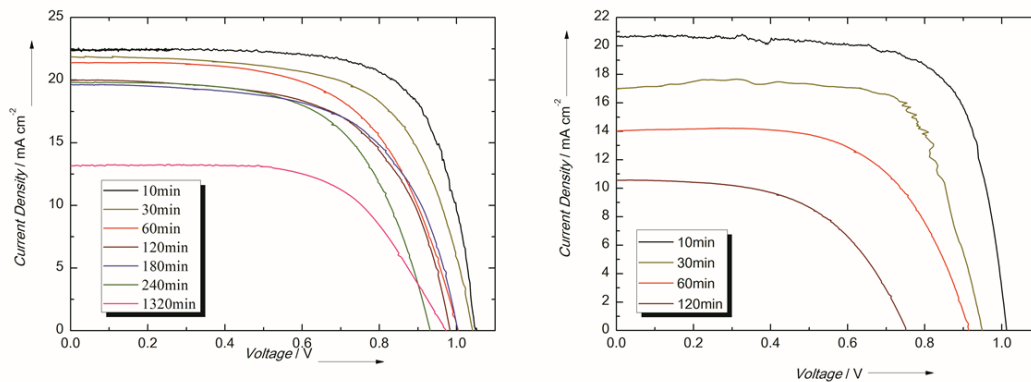 25
20
15
10
5
0
Current Density / mA cm⁻²
10min
30min
60min
120min
180min
240min
1320min
0.0 0.2 0.4 0.6 0.8 1.0
Voltage / V
22
20
18
16
14
12
10
8
6
4
2
0
Current Density / mA cm⁻²
10min
30min
60min
120min
0.0 0.2 0.4 0.6 0.8 1.0
Voltage / V